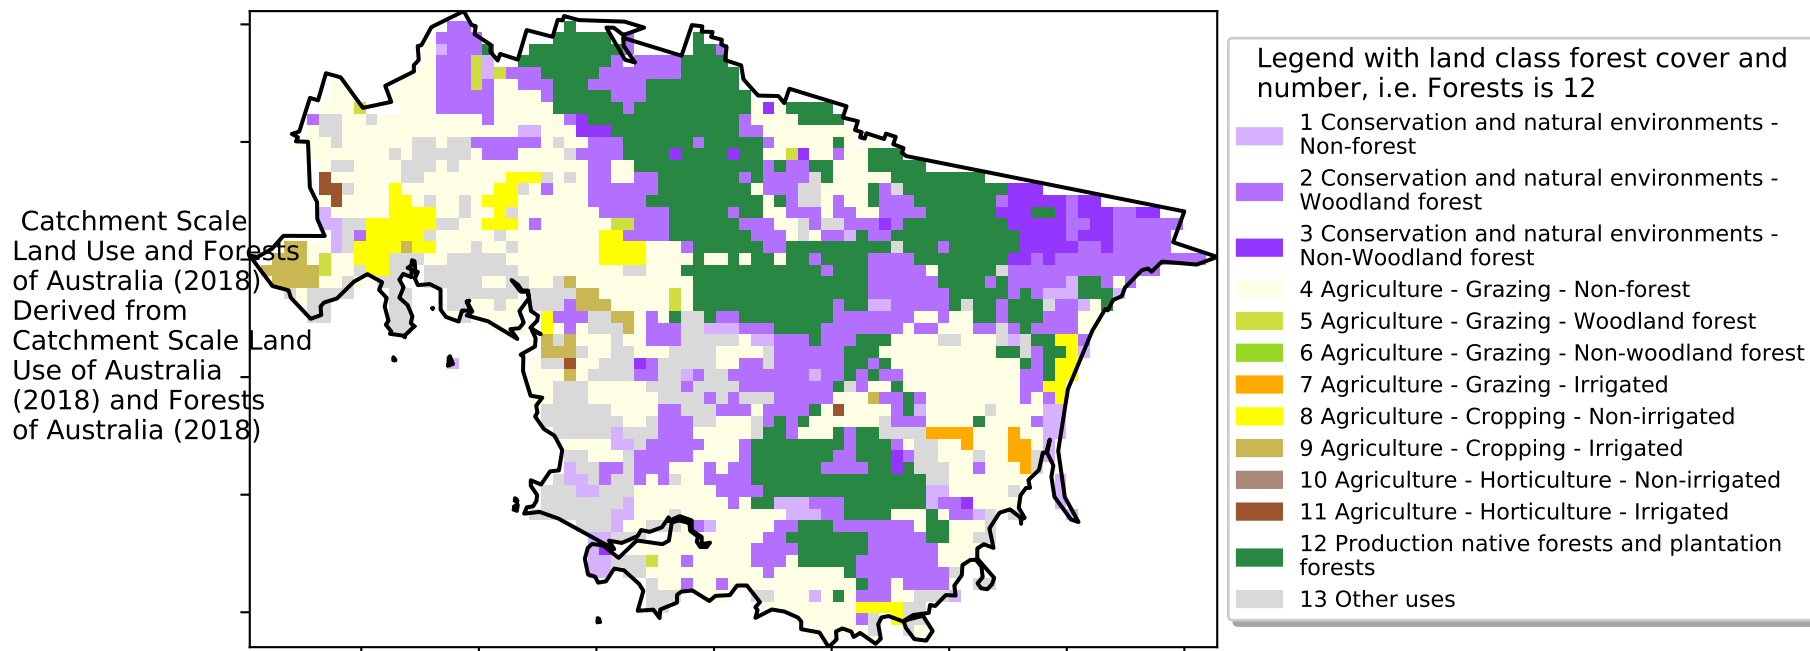 Catchment Scale
Land Use and Forests
of Australia (2018)
Derived from
Catchment Scale Land
Use of Australia
(2018) and Forests
of Australia (2018)
Legend with land class forest cover and
number, i.e. Forests is 12
1 Conservation and natural environments -
Non-forest
2 Conservation and natural environments -
Woodland forest
3 Conservation and natural environments -
Non-Woodland forest
4 Agriculture - Grazing - Non-forest
5 Agriculture - Grazing - Woodland forest
6 Agriculture - Grazing - Non-woodland forest
7 Agriculture - Grazing - Irrigated
8 Agriculture - Cropping - Non-irrigated
9 Agriculture - Cropping - Irrigated
10 Agriculture - Horticulture - Non-irrigated
11 Agriculture - Horticulture - Irrigated
12 Production native forests and plantation
forests
13 Other uses